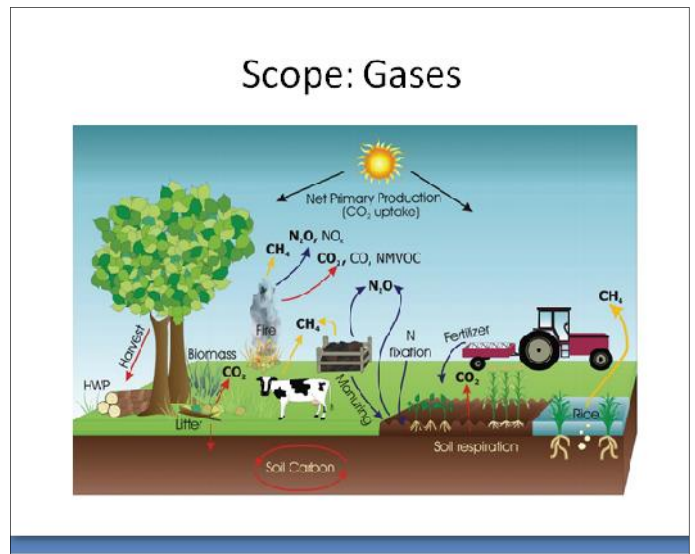 Scope: Gases
Net Primary Production
(CO₂ uptake)
N₂O, NOₓ
CH₄
CO₂, CO, NMVOC
N₂O
CH₄
CH₄
Fire
N
fixation
Fertilizer
Harvest
Biomass
CO₂
CO₂
HWP
Manuring
Rice
Litter
Soil respiration
Soil Carbon